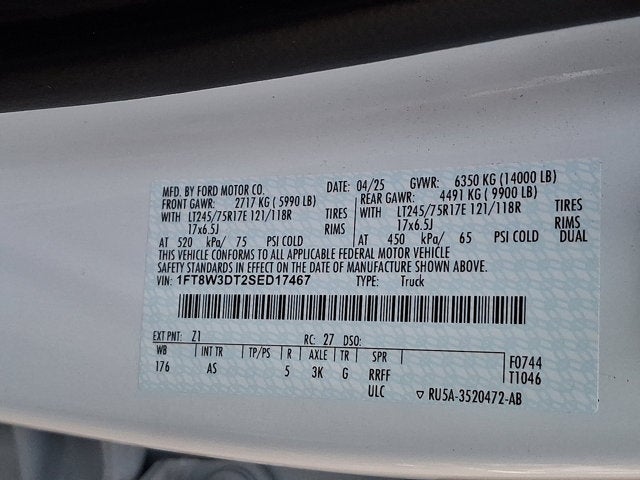 MFD. BY FORD MOTOR CO. DATE: 04/25 GVWR: 6350 KG (14000 LB)
FRONT GAWR: 2717 KG ( 5990 LB) REAR GAWR: 4491 KG ( 9900 LB)
WITH LT245/75R17E 121/118R TIRES WITH LT245/75R17E 121/118R TIRES
17x6.5J RIMS 17x6.5J RIMS
AT 520 kPa/ 75 PSI COLD AT 450 kPa/ 65 PSI COLD DUAL
THIS VEHICLE CONFORMS TO ALL APPLICABLE FEDERAL MOTOR VEHICLE
SAFETY STANDARDS IN EFFECT ON THE DATE OF MANUFACTURE SHOWN ABOVE.
VIN: 1FT8W3DT2SED17467 TYPE: Truck
EXT PNT: Z1 RC: 27 DSO:
WB INT TR TP/PS R AXLE TR SPR F0744
176 AS 5 3K G RRFF T1046
ULC RU5A-3520472-AB